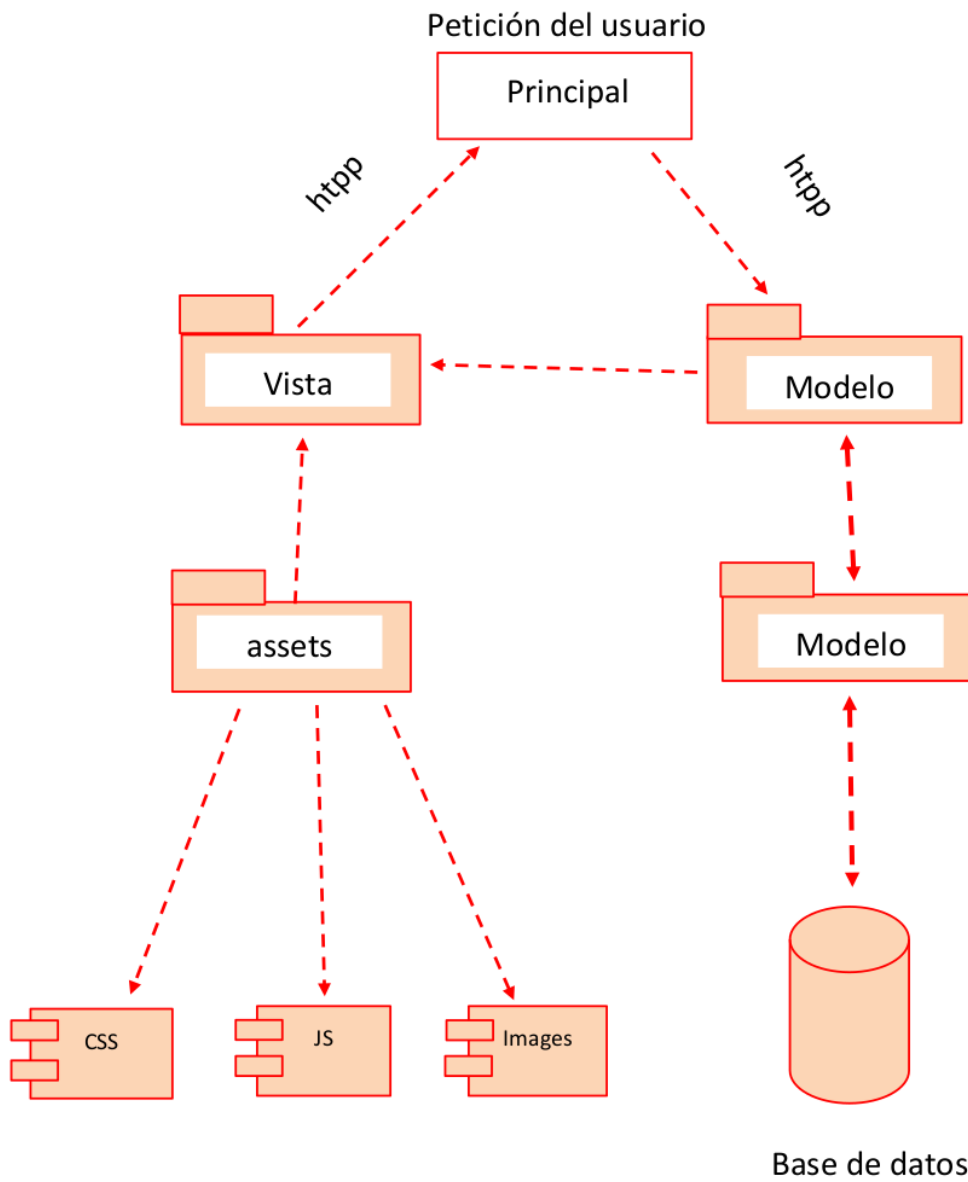 Petición del usuario
Principal
htpp
htpp
Vista
Modelo
assets
Modelo
CSS
JS
Images
Base de datos